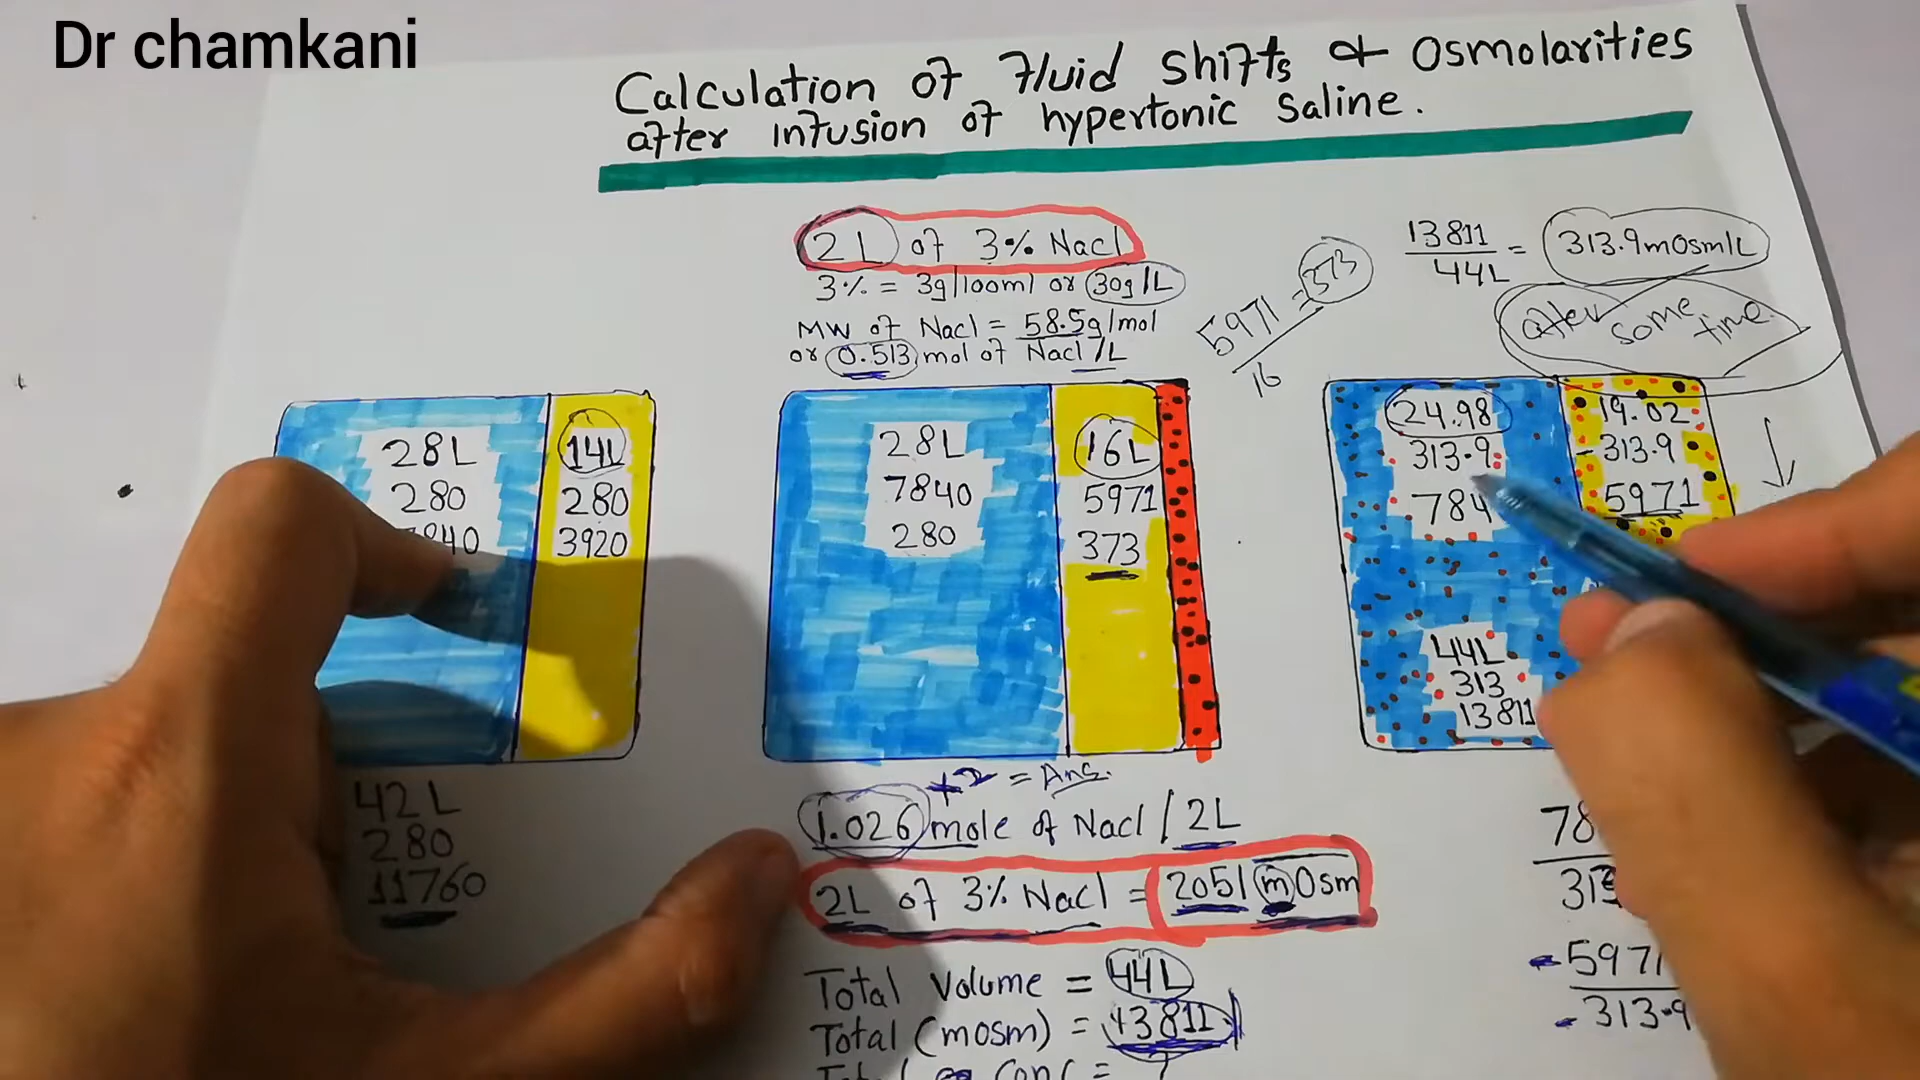 Dr chamkani
Calculation of Fluid Shifts & Osmolarities
after infusion of hypertonic Saline.
2 L of 3% Nacl
3% = 3g/100ml or 30g/L
MW of Nacl = 58.5g/mol
or 0.513 mol of Nacl/L
5971/16 = 373
13811/44L = 313.9mOsm/L
after some time
28L
280
14L
280
3920
42L
280
11760
28L
7840
280
16L
5971
373
24.98
313.9
784
19.02
313.9
5971
44L
313
13811
+2 = Ans.
1.026 mole of Nacl / 2L
2L of 3% Nacl = 2051 mOsm
Total Volume = 44L
Total (mosm) = 13811
5971
313.9